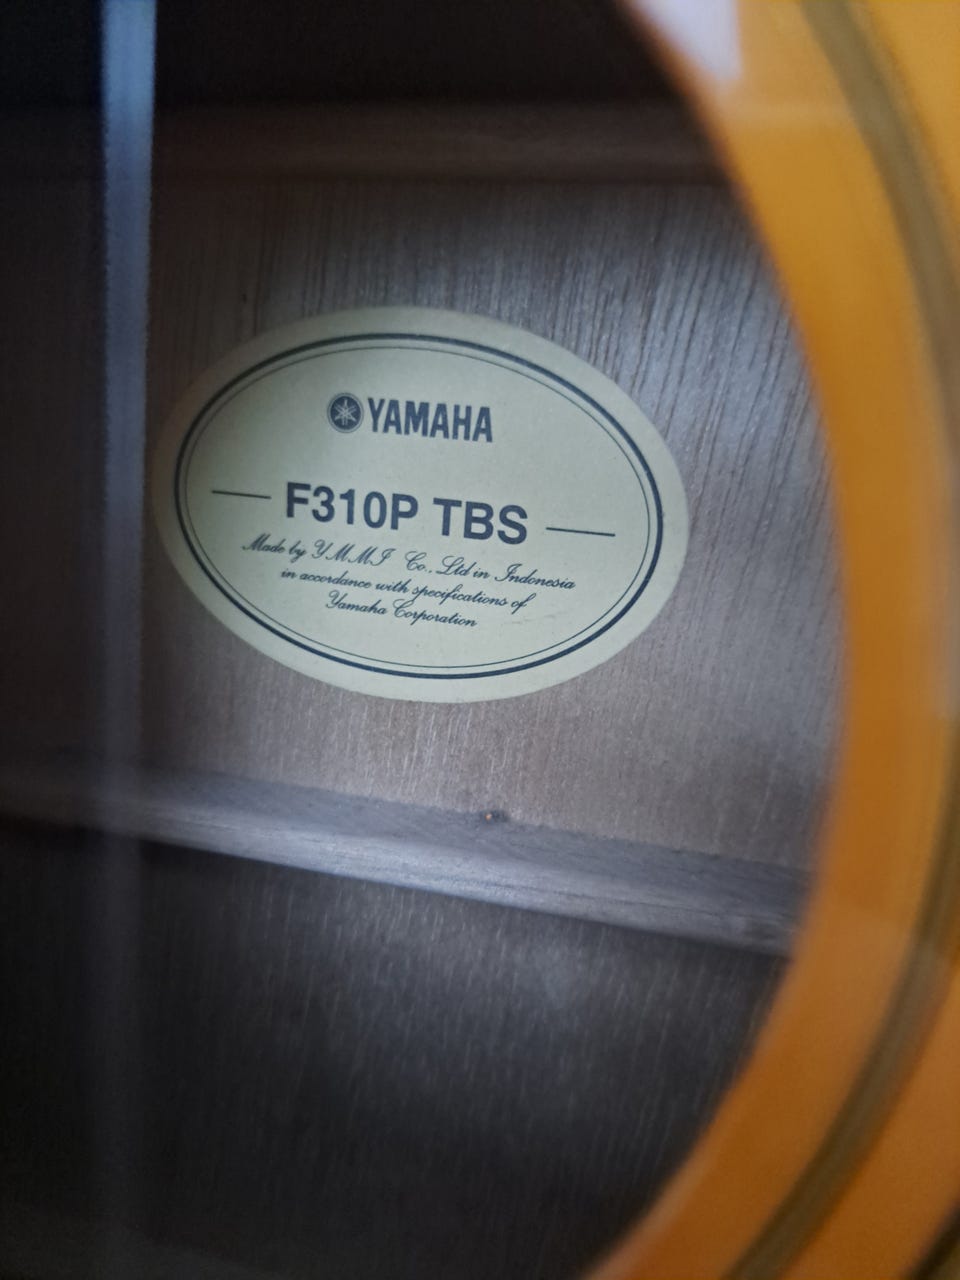 YAMAHA
F310P TBS
Made by YMMI Co., Ltd in Indonesia
in accordance with specifications of
Yamaha Corporation